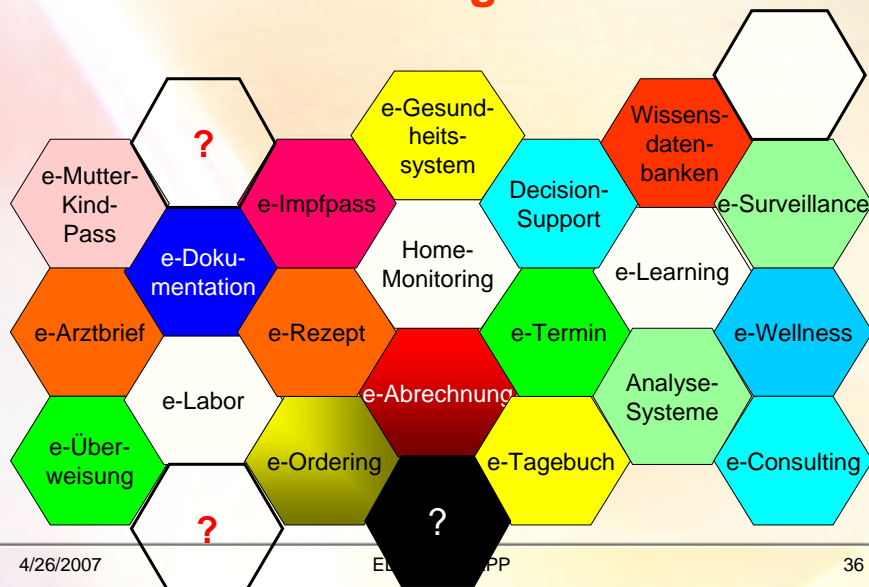 ?
e-Gesund-
heits-
system
Wissens-
daten-
banken
e-Mutter-
Kind-
Pass
e-Impfpass
Decision-
Support
e-Surveillance
e-Doku-
mentation
Home-
Monitoring
e-Learning
e-Arztbrief
e-Rezept
e-Termin
e-Wellness
e-Labor
e-Abrechnung
Analyse-
Systeme
e-Über-
weisung
e-Ordering
e-Tagebuch
e-Consulting
?
?
4/26/2007
36